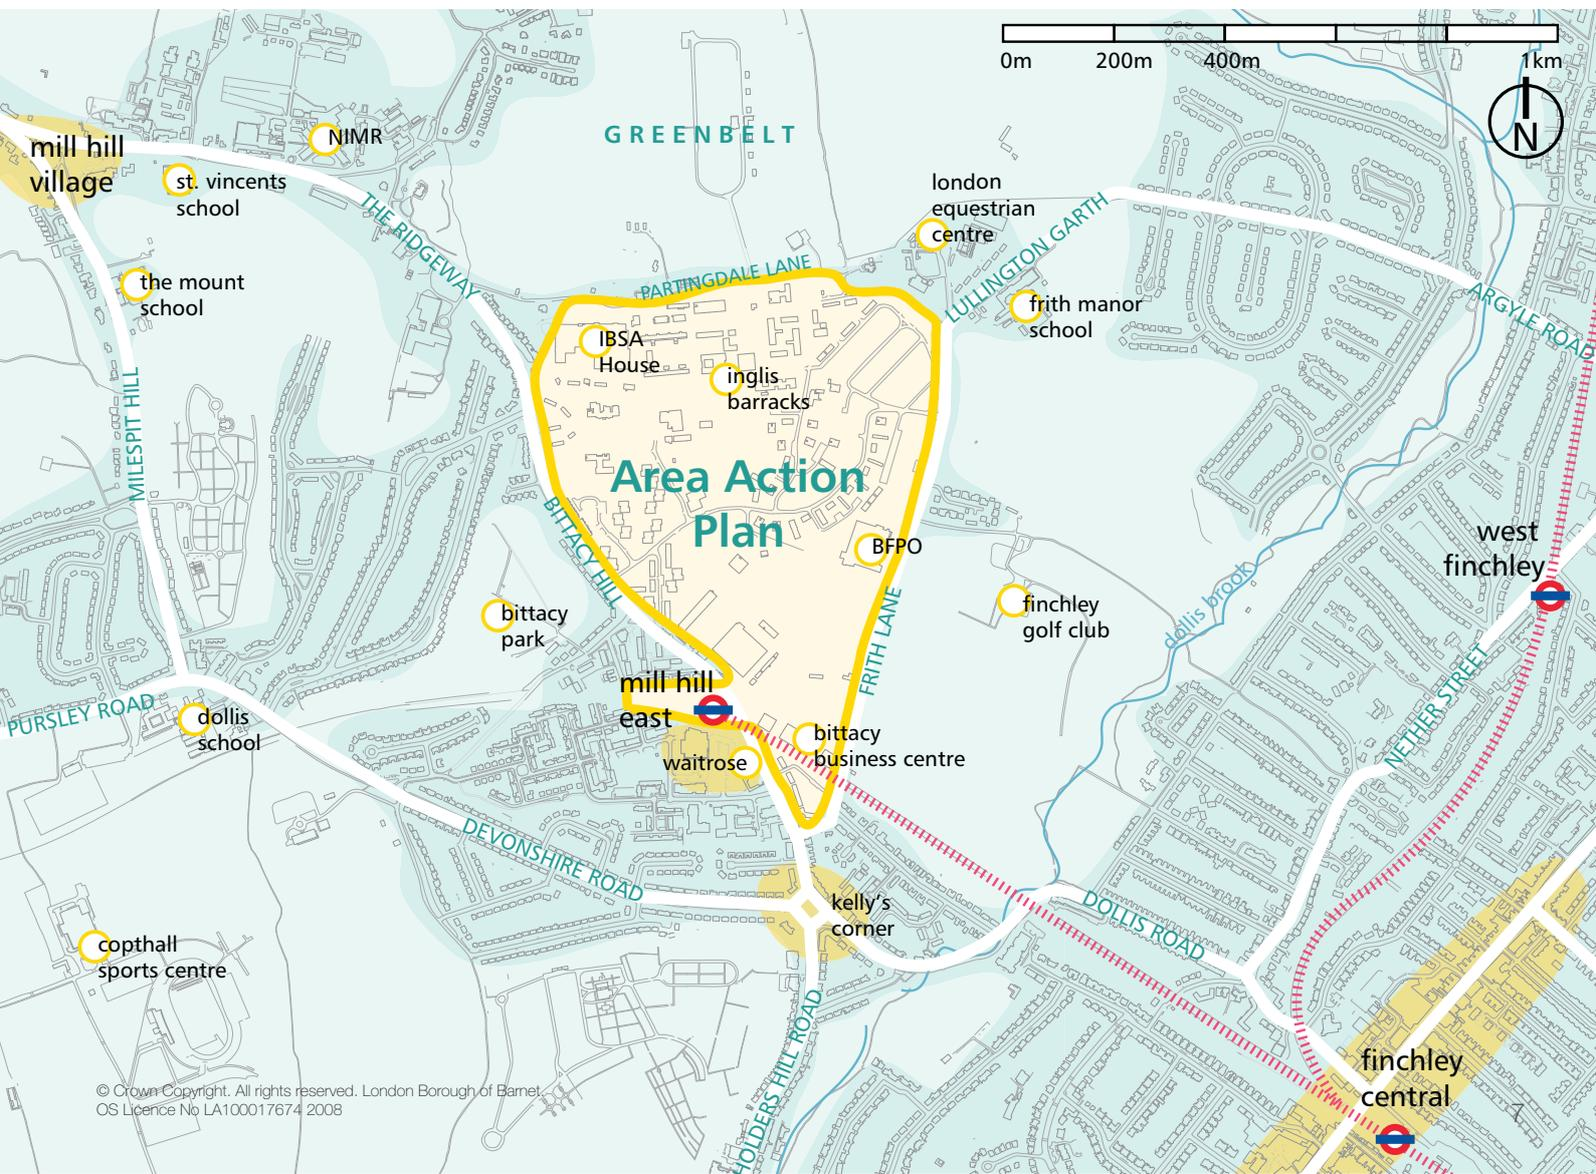 0m 200m 400m 1km
N
GREENBELT
NIMR
mill hill
village
st. vincents
school
london
equestrian
centre
THE RIDGEWAY
LULLINGTON GARTH
the mount
school
PARTINGDALE LANE
frith manor
school
ARGYLE ROAD
IBSA
House
inglis
barracks
MILESPIT HILL
Area Action
Plan
BITTACY HILL
BFPO
west
finchley
dollis brook
bittacy
park
finchley
golf club
FRITH LANE
NETHER STREET
mill hill
east
PURSLEY ROAD
dollis
school
waitrose
bittacy
business centre
DEVONSHIRE ROAD
kelly's
corner
DOLLIS ROAD
copthall
sports centre
HOLDERS HILL ROAD
finchley
central
© Crown Copyright. All rights reserved. London Borough of Barnet.
OS Licence No LA100017674 2008
7